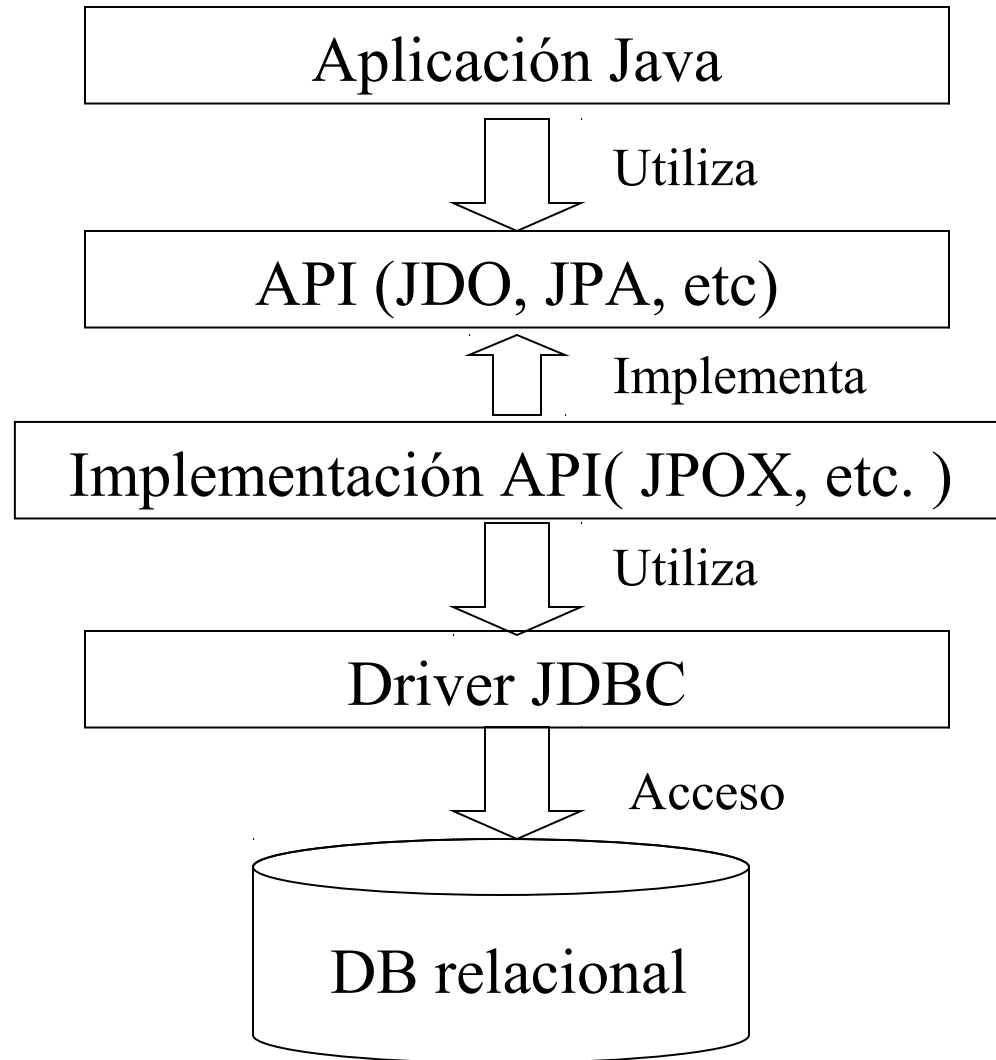 Aplicación Java
Utiliza
API (JDO, JPA, etc)
Implementa
Implementación API( JPOX, etc. )
Utiliza
Driver JDBC
Acceso
DB relacional